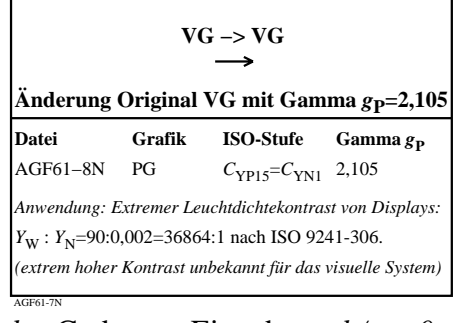 VG –> VG
→
Änderung Original VG mit Gamma gP=2,105
Datei Grafik ISO-Stufe Gamma gP
AGF61–8N PG CYP15=CYN1 2,105
Anwendung: Extremer Leuchtdichtekontrast von Displays:
YW : YN=90:0,002=36864:1 nach ISO 9241-306.
(extrem hoher Kontrast unbekannt für das visuelle System)
AGF61-7N